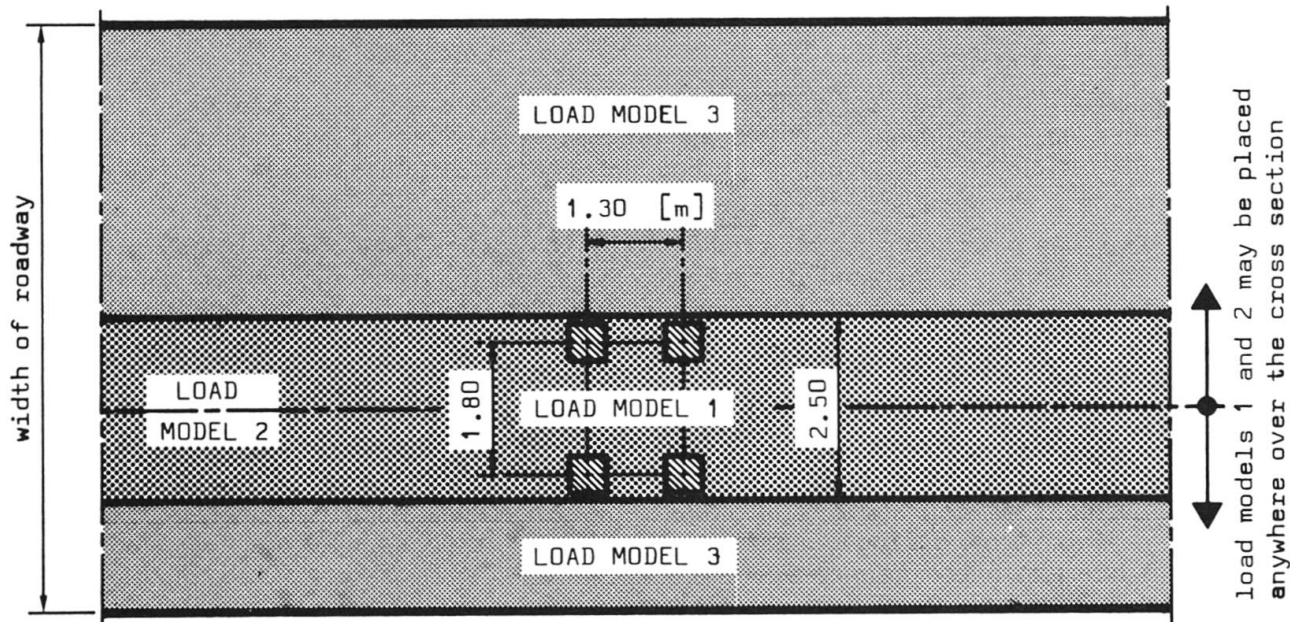 LOAD MODEL 3
1.30 [m]
width of roadway
LOAD
MODEL 2
1.80
LOAD MODEL 1
2.50
LOAD MODEL 3
load models 1 and 2 may be placed
anywhere over the cross section